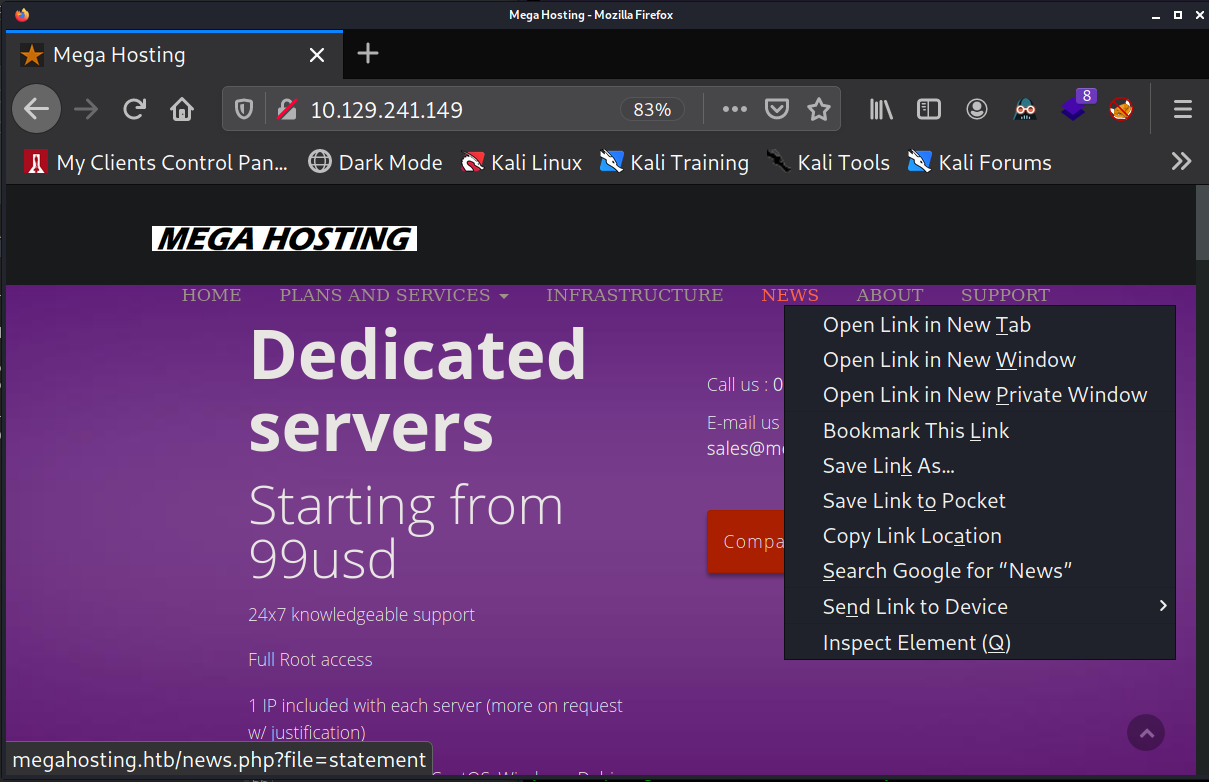 Mega Hosting - Mozilla Firefox
Mega Hosting
10.129.241.149 83% 8
My Clients Control Pan… Dark Mode Kali Linux Kali Training Kali Tools Kali Forums
MEGA HOSTING
HOME PLANS AND SERVICES INFRASTRUCTURE NEWS ABOUT SUPPORT
Dedicated
servers
Starting from
99usd
24x7 knowledgeable support
Full Root access
1 IP included with each server (more on request
w/ justification)
Call us : 0
E-mail us
sales@m
Compa
Open Link in New Tab
Open Link in New Window
Open Link in New Private Window
Bookmark This Link
Save Link As…
Save Link to Pocket
Copy Link Location
Search Google for “News”
Send Link to Device
Inspect Element (Q)
megahosting.htb/news.php?file=statement